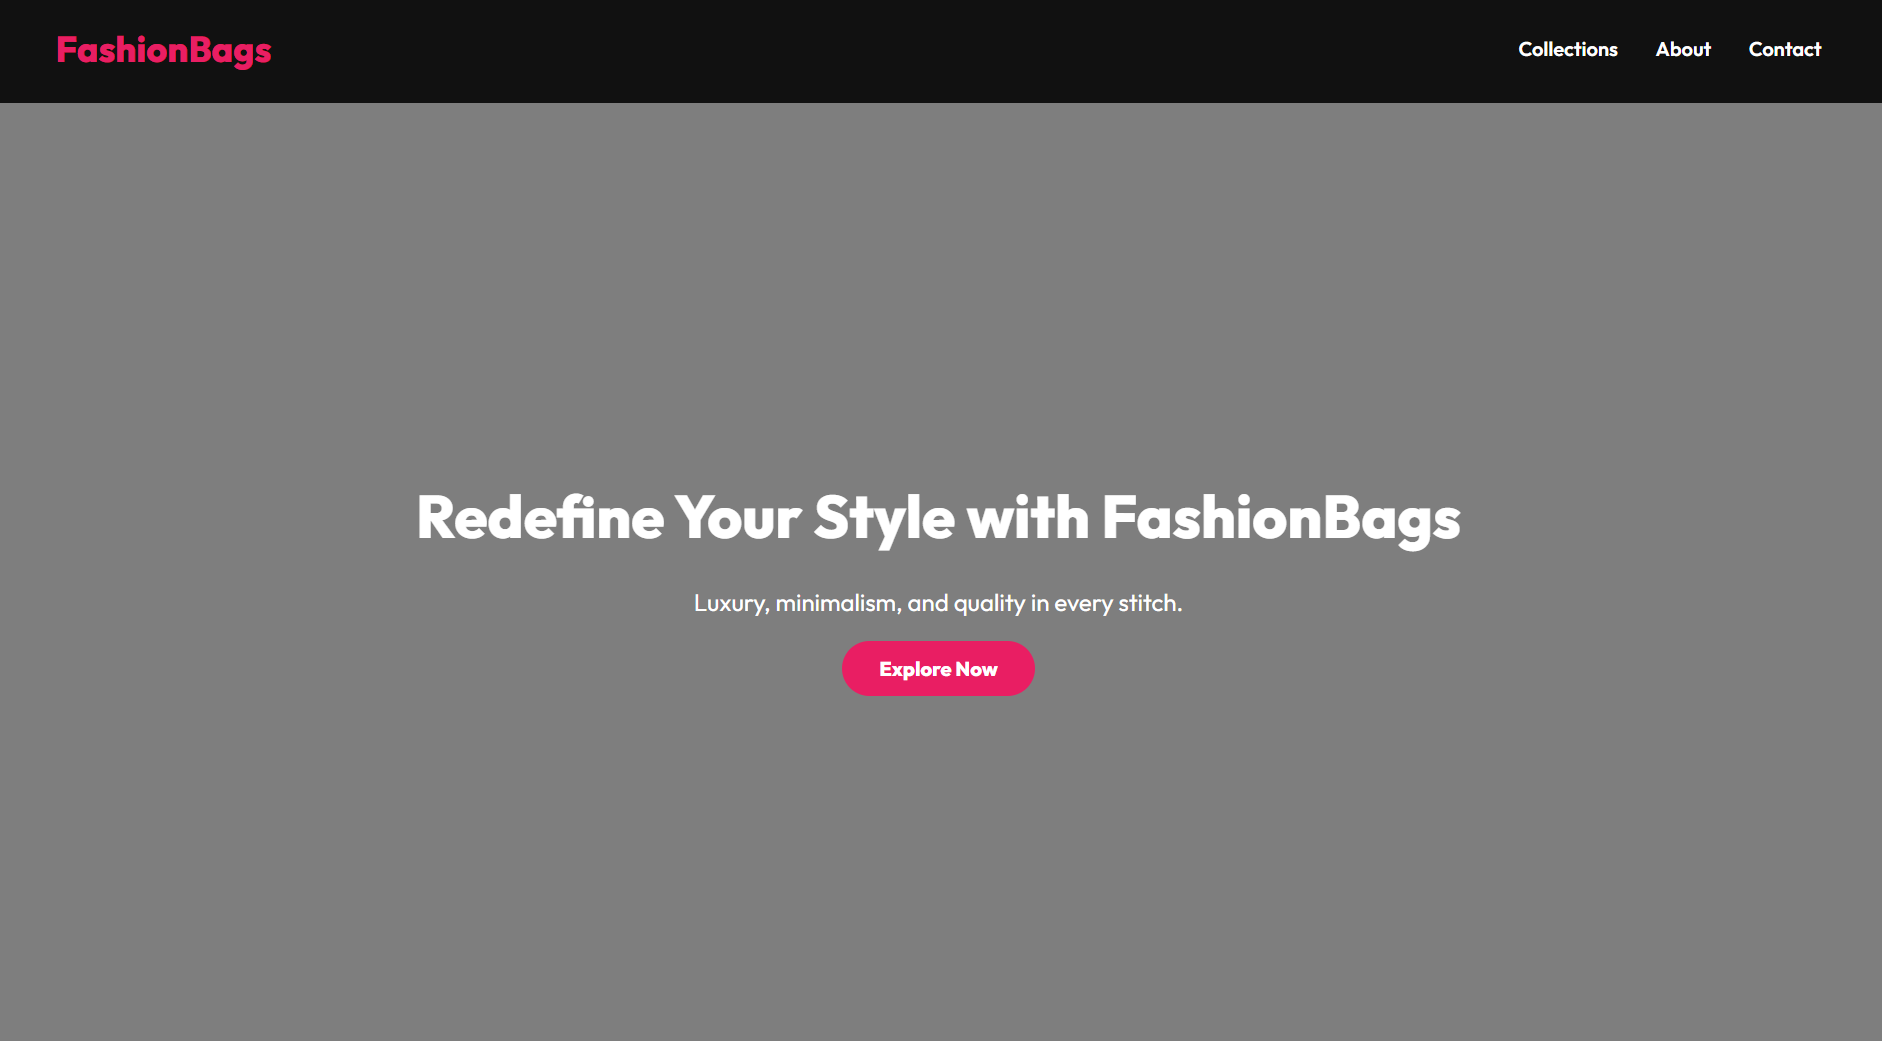 FashionBags
Collections About Contact
Redefine Your Style with FashionBags
Luxury, minimalism, and quality in every stitch.
Explore Now